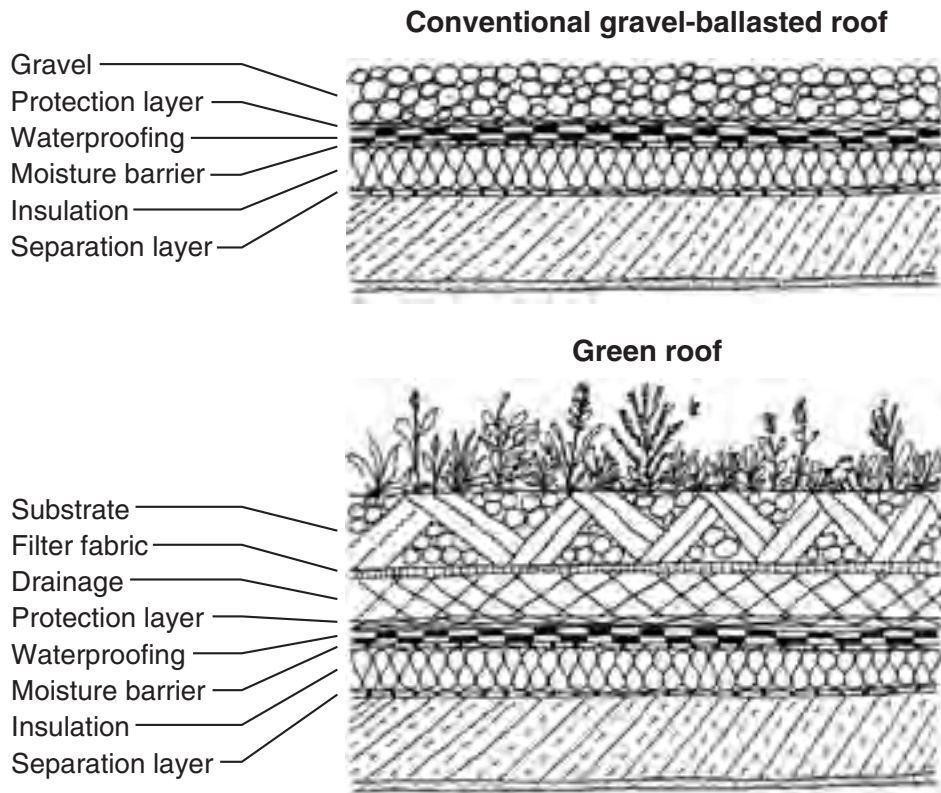 Conventional gravel-ballasted roof
Gravel
Protection layer
Waterproofing
Moisture barrier
Insulation
Separation layer
Green roof
Substrate
Filter fabric
Drainage
Protection layer
Waterproofing
Moisture barrier
Insulation
Separation layer